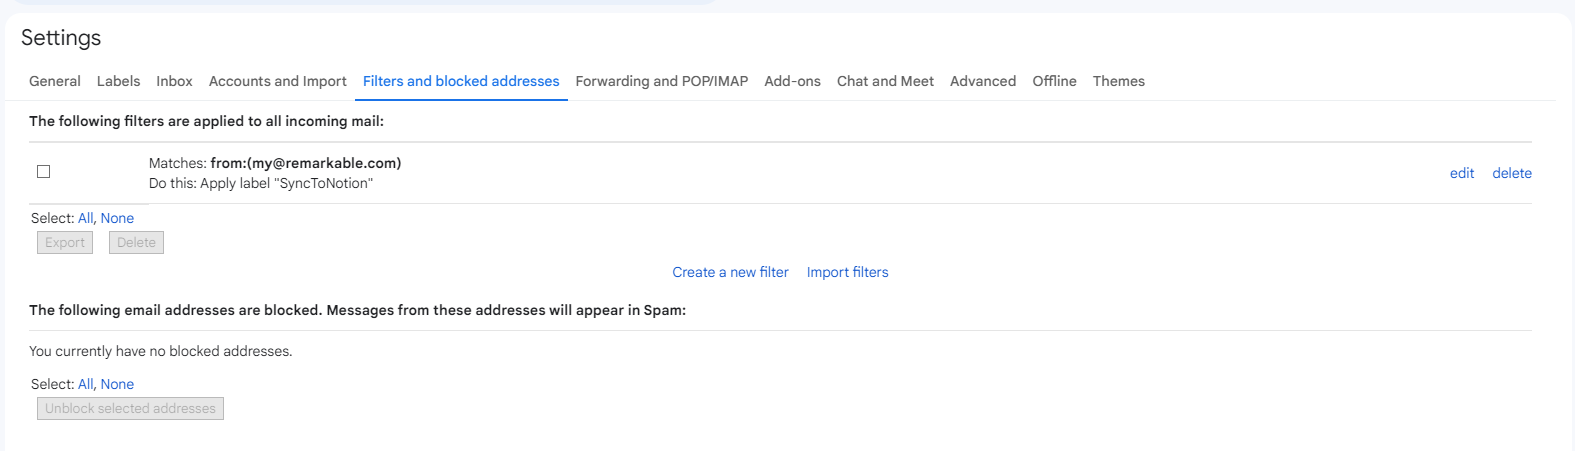 Settings
General Labels Inbox Accounts and Import Filters and blocked addresses Forwarding and POP/IMAP Add-ons Chat and Meet Advanced Offline Themes
The following filters are applied to all incoming mail:
Matches: from:(my@remarkable.com)
Do this: Apply label "SyncToNotion"
edit delete
Select: All, None
Export Delete
Create a new filter Import filters
The following email addresses are blocked. Messages from these addresses will appear in Spam:
You currently have no blocked addresses.
Select: All, None
Unblock selected addresses